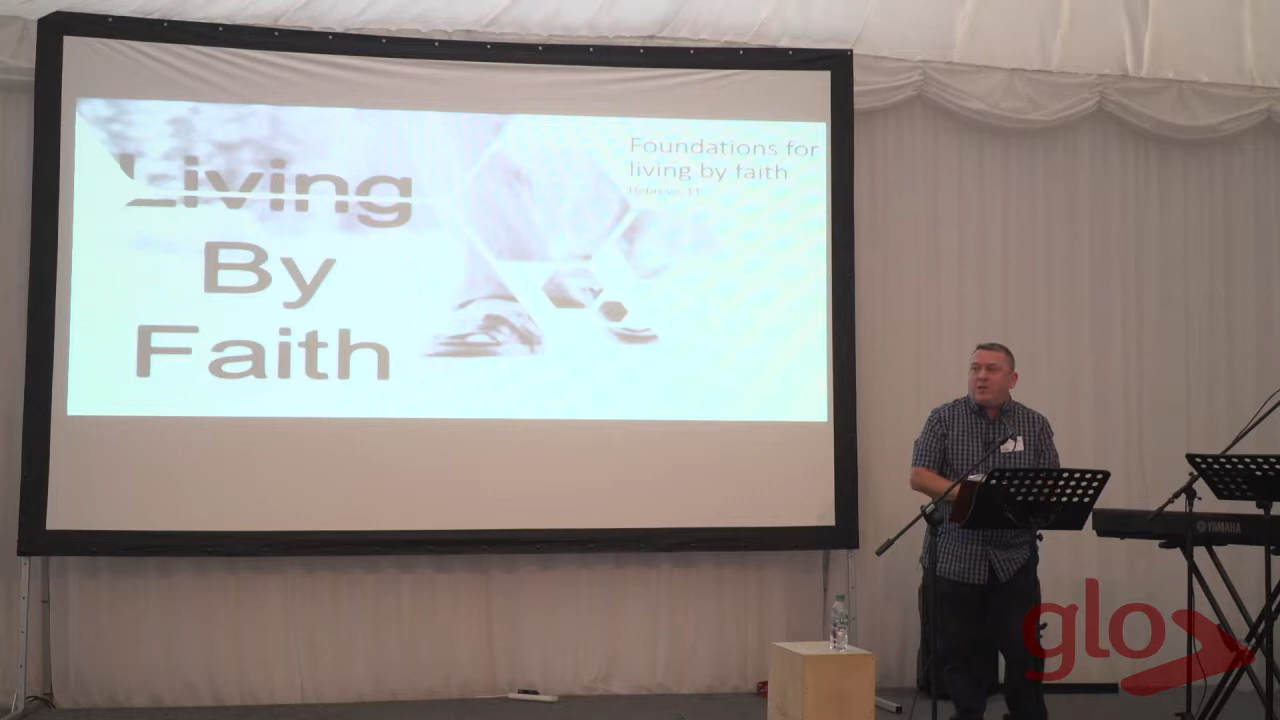 Living
By
Faith
Foundations for
living by faith
Hebrews 11
YAMAHA
glo